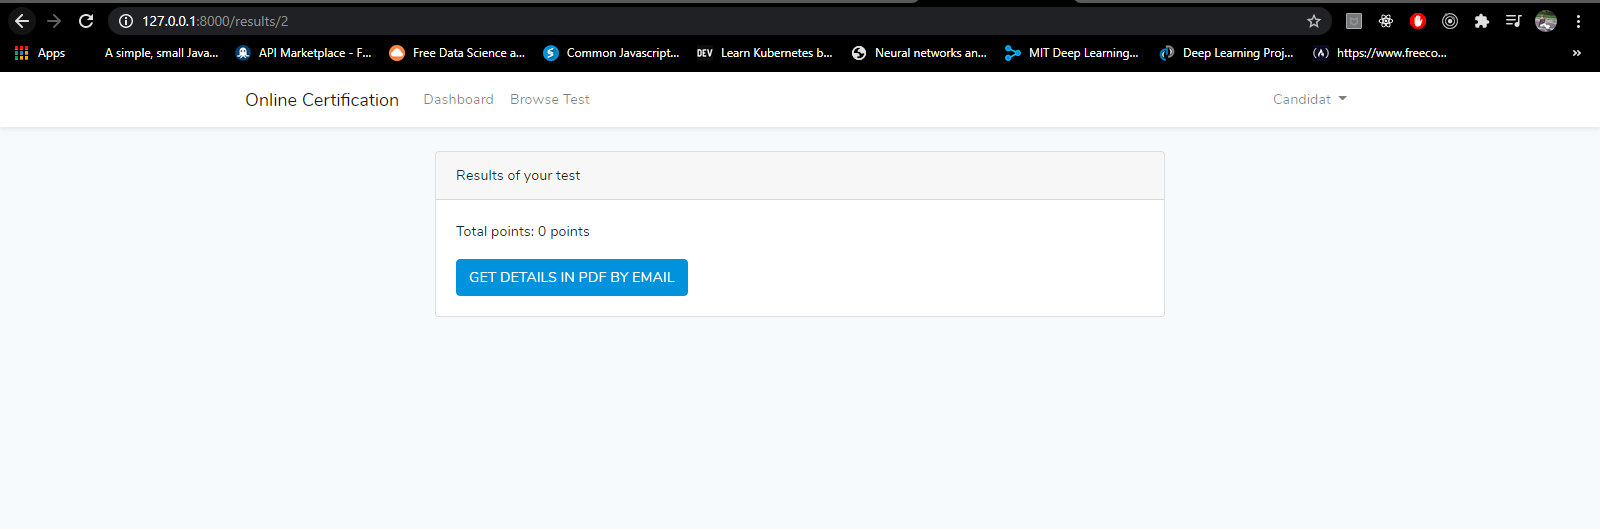 127.0.0.1:8000/results/2
Apps A simple, small Java... API Marketplace - F... Free Data Science a... Common Javascript... DEV Learn Kubernetes b... Neural networks an... MIT Deep Learning... Deep Learning Proj... https://www.freeco... »
Online Certification Dashboard Browse Test Candidat
Results of your test
Total points: 0 points
GET DETAILS IN PDF BY EMAIL